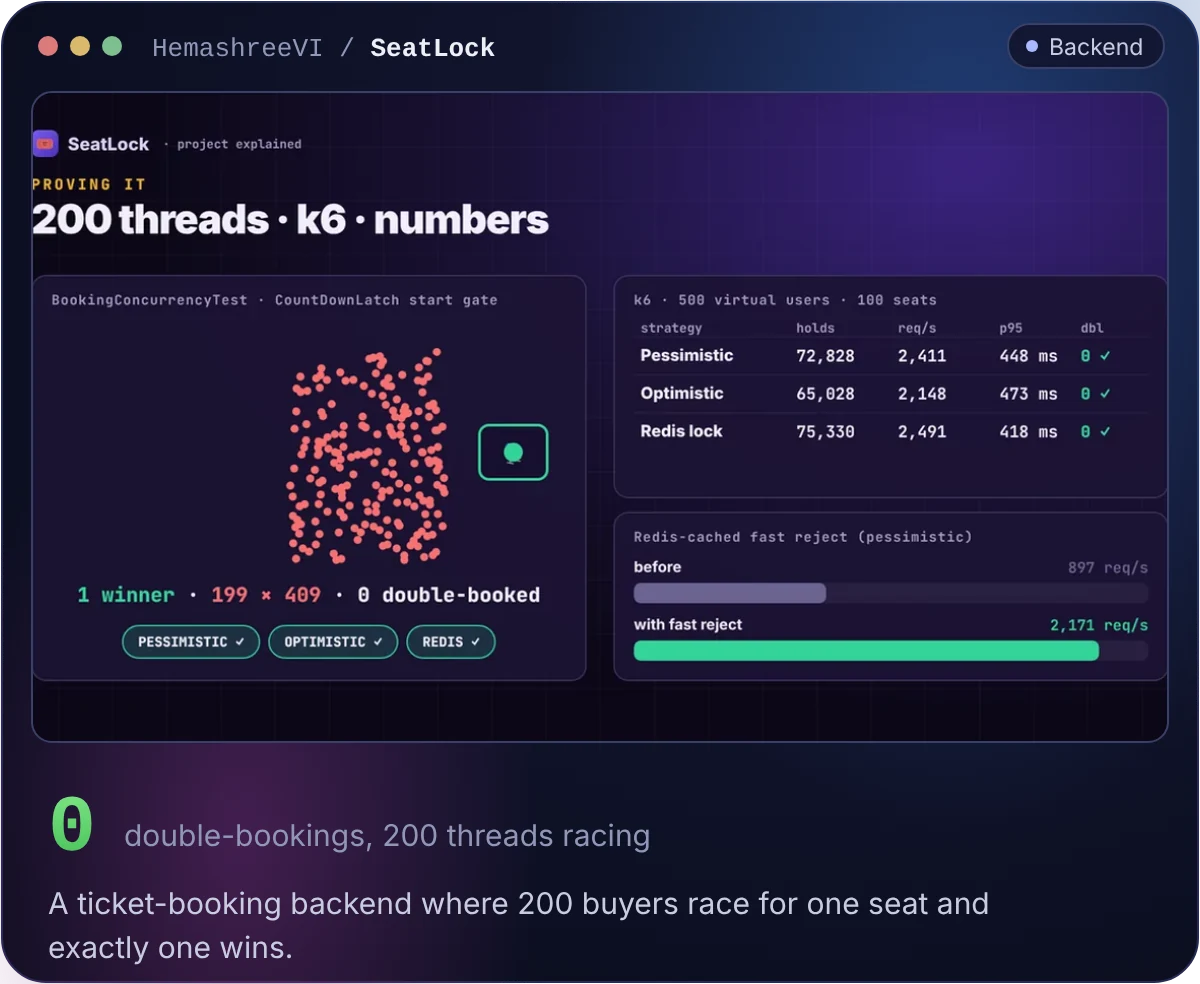 HemashreeVI / SeatLock
Backend
SeatLock · project explained
PROVING IT
200 threads · k6 · numbers
BookingConcurrencyTest · CountDownLatch start gate
1 winner · 199 × 409 · 0 double-booked
PESSIMISTIC ✓ OPTIMISTIC ✓ REDIS ✓
k6 · 500 virtual users · 100 seats
strategy holds req/s p95 dbl
Pessimistic 72,828 2,411 448 ms 0 ✓
Optimistic 65,028 2,148 473 ms 0 ✓
Redis lock 75,330 2,491 418 ms 0 ✓
Redis-cached fast reject (pessimistic)
before 897 req/s
with fast reject 2,171 req/s
0 double-bookings, 200 threads racing
A ticket-booking backend where 200 buyers race for one seat and
exactly one wins.